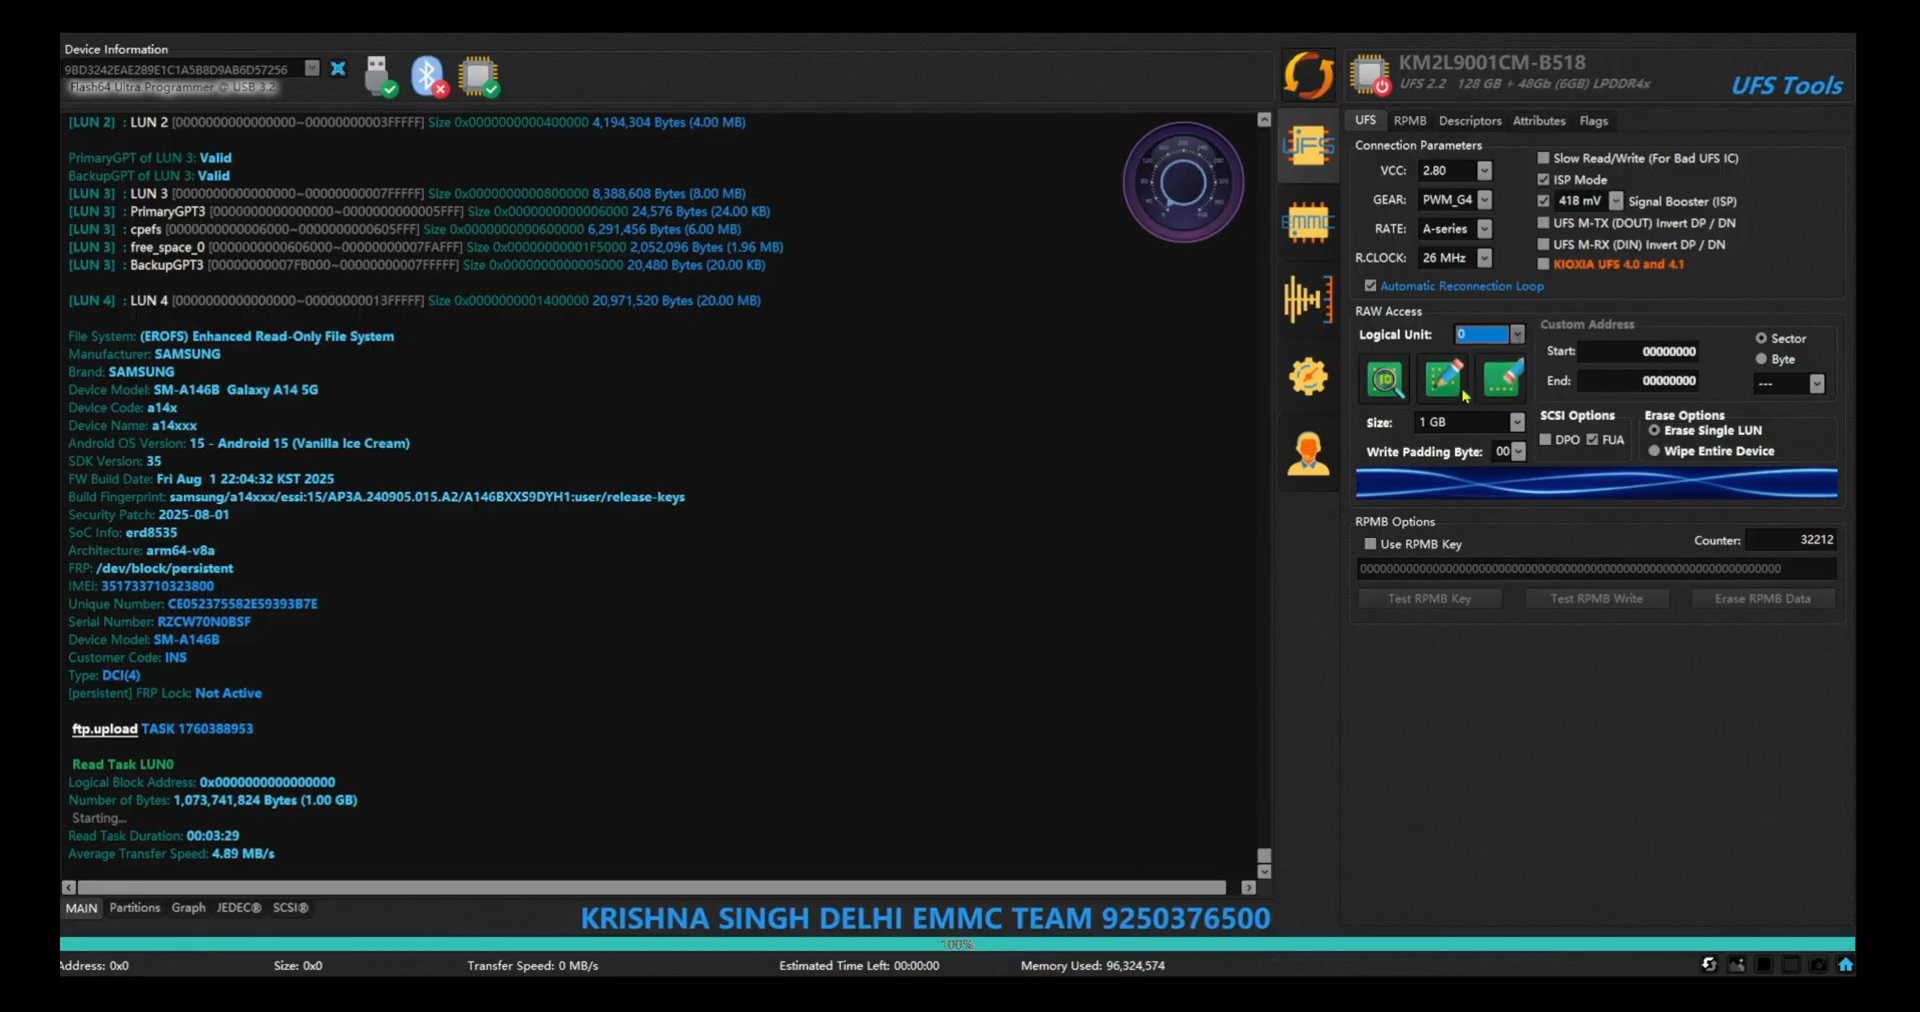 Device Information
9BD3242EAE289E1C1A5B8D9AB6D57256
Flash64 Ultra Programmer @ USB 3.2
[LUN 2] : LUN 2 [0000000000000000~00000000003FFFFF] Size 0x0000000000400000 4,194,304 Bytes (4.00 MB)
PrimaryGPT of LUN 3: Valid
BackupGPT of LUN 3: Valid
[LUN 3] : LUN 3 [0000000000000000~00000000007FFFFF] Size 0x0000000000800000 8,388,608 Bytes (8.00 MB)
[LUN 3] : PrimaryGPT3 [0000000000000000~0000000000005FFF] Size 0x0000000000006000 24,576 Bytes (24.00 KB)
[LUN 3] : cpefs [0000000000006000~0000000000605FFF] Size 0x0000000000600000 6,291,456 Bytes (6.00 MB)
[LUN 3] : free_space_0 [0000000000606000~00000000007FAFFF] Size 0x00000000001F5000 2,052,096 Bytes (1.96 MB)
[LUN 3] : BackupGPT3 [00000000007FB000~00000000007FFFFF] Size 0x0000000000005000 20,480 Bytes (20.00 KB)
[LUN 4] : LUN 4 [0000000000000000~00000000013FFFFF] Size 0x0000000001400000 20,971,520 Bytes (20.00 MB)
File System: (EROFS) Enhanced Read-Only File System
Manufacturer: SAMSUNG
Brand: SAMSUNG
Device Model: SM-A146B Galaxy A14 5G
Device Code: a14x
Device Name: a14xxx
Android OS Version: 15 - Android 15 (Vanilla Ice Cream)
SDK Version: 35
FW Build Date: Fri Aug 1 22:04:32 KST 2025
Build Fingerprint: samsung/a14xxx/essi:15/AP3A.240905.015.A2/A146BXXS9DYH1:user/release-keys
Security Patch: 2025-08-01
SoC Info: erd8535
Architecture: arm64-v8a
FRP: /dev/block/persistent
IMEI: 351733710323800
Unique Number: CE052375582E59393B7E
Serial Number: RZCW70N0BSF
Device Model: SM-A146B
Customer Code: INS
Type: DCI(4)
[persistent] FRP Lock: Not Active
ftp.upload TASK 1760388953
Read Task LUN0
Logical Block Address: 0x0000000000000000
Number of Bytes: 1,073,741,824 Bytes (1.00 GB)
Starting...
Read Task Duration: 00:03:29
Average Transfer Speed: 4.89 MB/s
MAIN Partitions Graph JEDEC® SCSI®
KRISHNA SINGH DELHI EMMC TEAM 9250376500
100%
Address: 0x0 Size: 0x0 Transfer Speed: 0 MB/s Estimated Time Left: 00:00:00 Memory Used: 96,324,574
UFS
EMMC
KM2L9001CM-B518
UFS 2.2 128 GB + 48Gb (6GB) LPDDR4x
UFS Tools
UFS RPMB Descriptors Attributes Flags
Connection Parameters
VCC: 2.80
GEAR: PWM_G4
RATE: A-series
R.CLOCK: 26 MHz
Slow Read/Write (For Bad UFS IC)
ISP Mode
418 mV Signal Booster (ISP)
UFS M-TX (DOUT) Invert DP / DN
UFS M-RX (DIN) Invert DP / DN
KIOXIA UFS 4.0 and 4.1
Automatic Reconnection Loop
RAW Access
Logical Unit: 0
Custom Address
Start: 00000000
End: 00000000
Sector
Byte
---
Size: 1 GB
Write Padding Byte: 00
SCSI Options
DPO FUA
Erase Options
Erase Single LUN
Wipe Entire Device
RPMB Options
Use RPMB Key
Counter: 32212
Test RPMB Key Test RPMB Write Erase RPMB Data